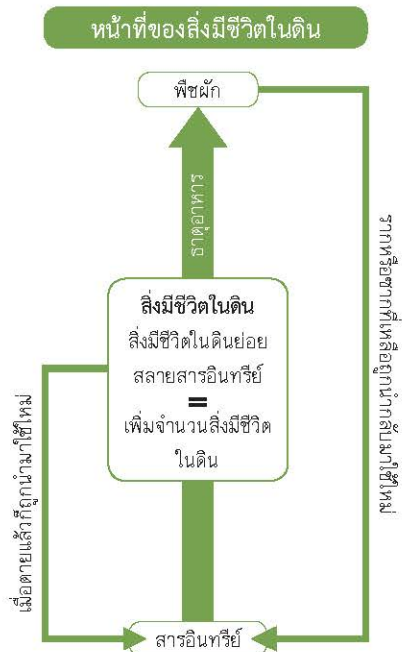 หน้าที่ของสิ่งมีชีวิตในดิน
พืชผัก
ธาตุอาหาร
สิ่งมีชีวิตในดิน
สิ่งมีชีวิตในดินย่อย
สลายสารอินทรีย์
=
เพิ่มจำนวนสิ่งมีชีวิต
ในดิน
เมื่อตายแล้วก็ถูกนำมาใช้ใหม่
รากหรือซากที่เหลือถูกนำกลับมาใช้ใหม่
สารอินทรีย์